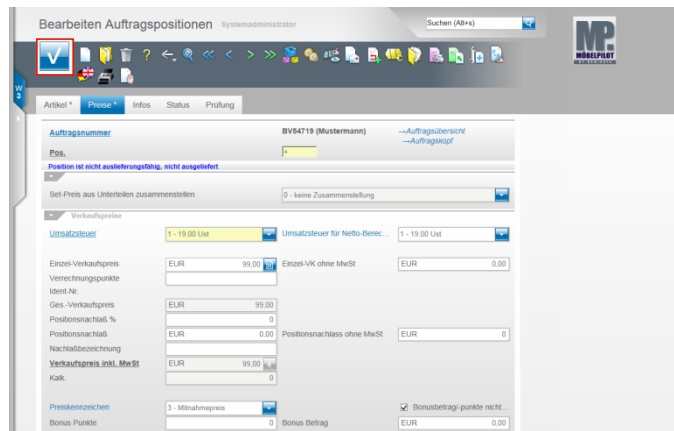 Bearbeiten Auftragspositionen Systemadministrator
Suchen (Alt+s)
MP
MÖBELPILOT
W
3
Artikel * Preise * Infos Status Prüfung
Auftragsnummer BV54719 (Mustermann) →Auftragsübersicht
→Auftragskopf
Pos. +
Position ist nicht auslieferungsfähig, nicht ausgeliefert
Set-Preis aus Unterteilen zusammenstellen 0 - keine Zusammenstellung
Verkaufspreise
Umsatzsteuer 1 - 19.00 Ust Umsatzsteuer für Netto-Berec... 1 - 19.00 Ust
Einzel-Verkaufspreis EUR 99,00 Einzel-VK ohne MwSt EUR 0,00
Verrechnungspunkte
Ident-Nr.
Ges.-Verkaufspreis EUR 99,00
Positionsnachlaß % 0
Positionsnachlaß EUR 0,00 Positionsnachlass ohne MwSt EUR 0
Nachlaßbezeichnung
Verkaufspreis inkl. MwSt EUR 99,00
Kalk. 0
Preiskennzeichen 3 - Mitnahmepreis Bonusbetrag/-punkte nicht...
Bonus Punkte 0 Bonus Betrag EUR 0,00